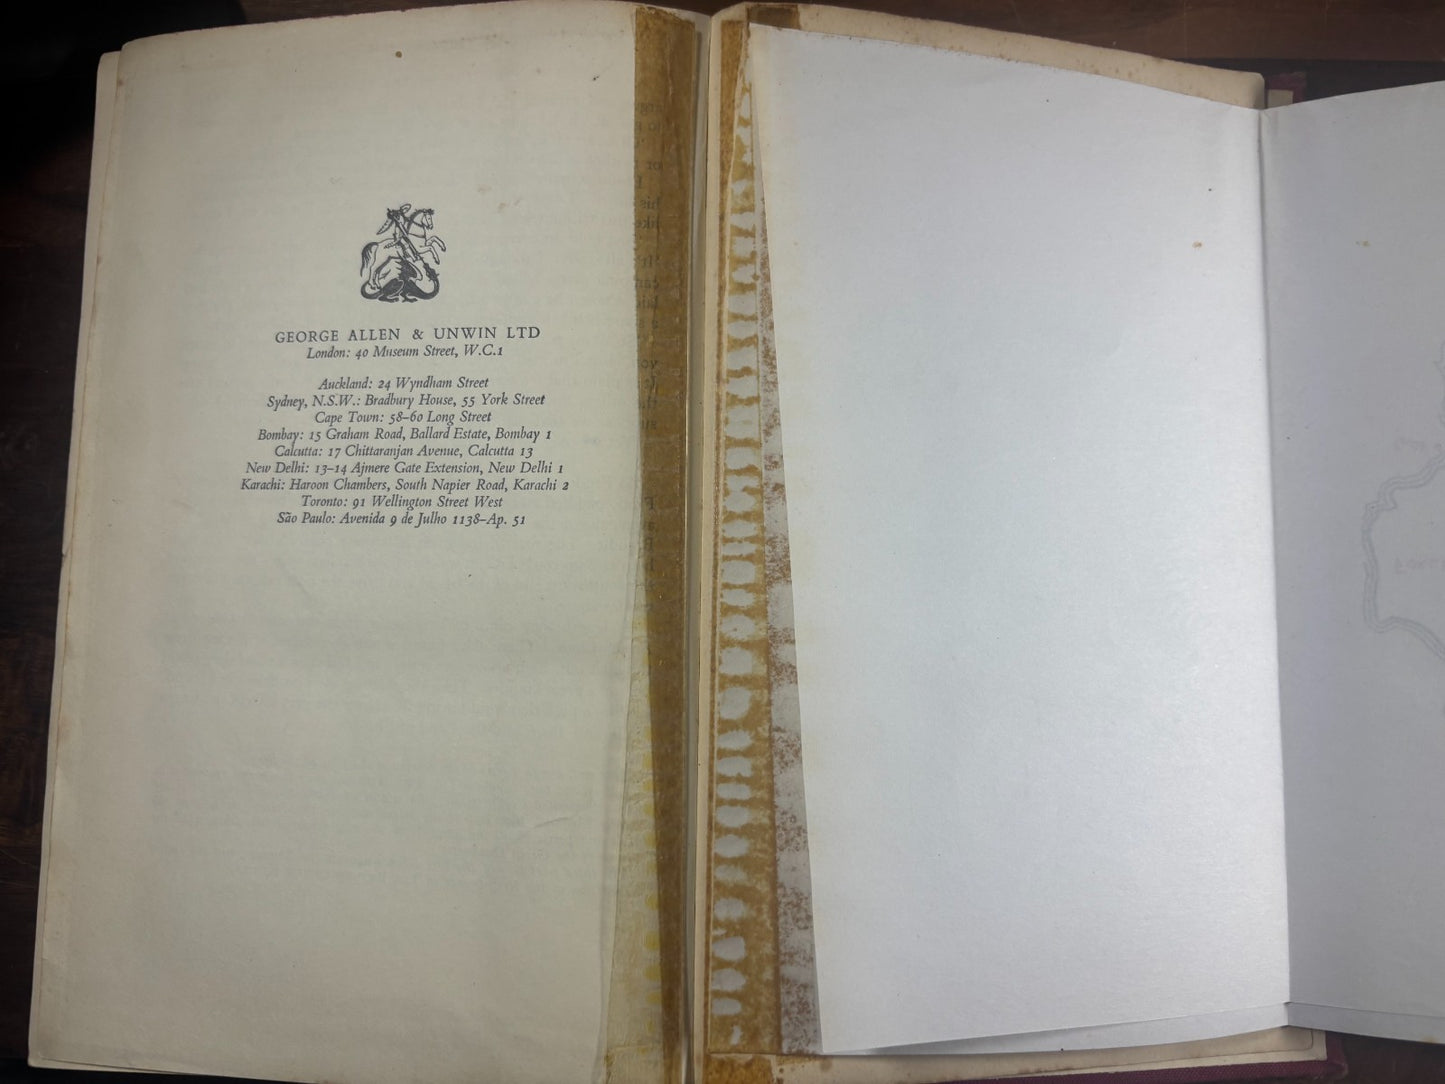 GEORGE ALLEN & UNWIN LTD
London: 40 Museum Street, W.C.1
Auckland: 24 Wyndham Street
Sydney, N.S.W.: Bradbury House, 55 York Street
Cape Town: 58–60 Long Street
Bombay: 15 Graham Road, Ballard Estate, Bombay 1
Calcutta: 17 Chittaranjan Avenue, Calcutta 13
New Delhi: 13–14 Ajmere Gate Extension, New Delhi 1
Karachi: Haroon Chambers, South Napier Road, Karachi 2
Toronto: 91 Wellington Street West
São Paulo: Avenida 9 de Julho 1138–Ap. 51